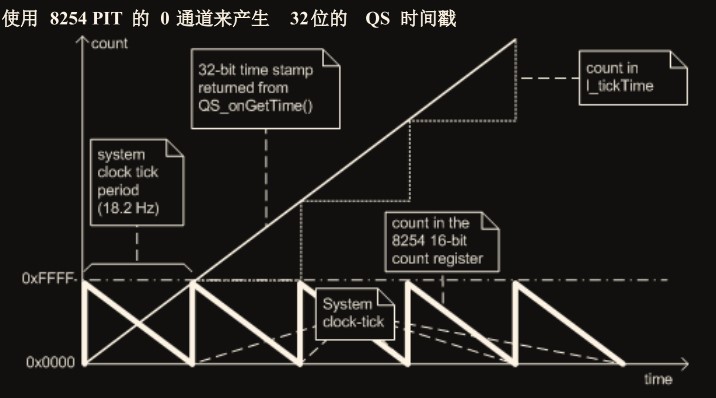 使用 8254 PIT 的 0 通道来产生 32位的 QS 时间戳
count
32-bit time stamp
returned from
QS_onGetTime()
count in
l_tickTime
system
clock tick
period
(18.2 Hz)
count in the
8254 16-bit
count register
0xFFFF
System
clock-tick
0x0000
time